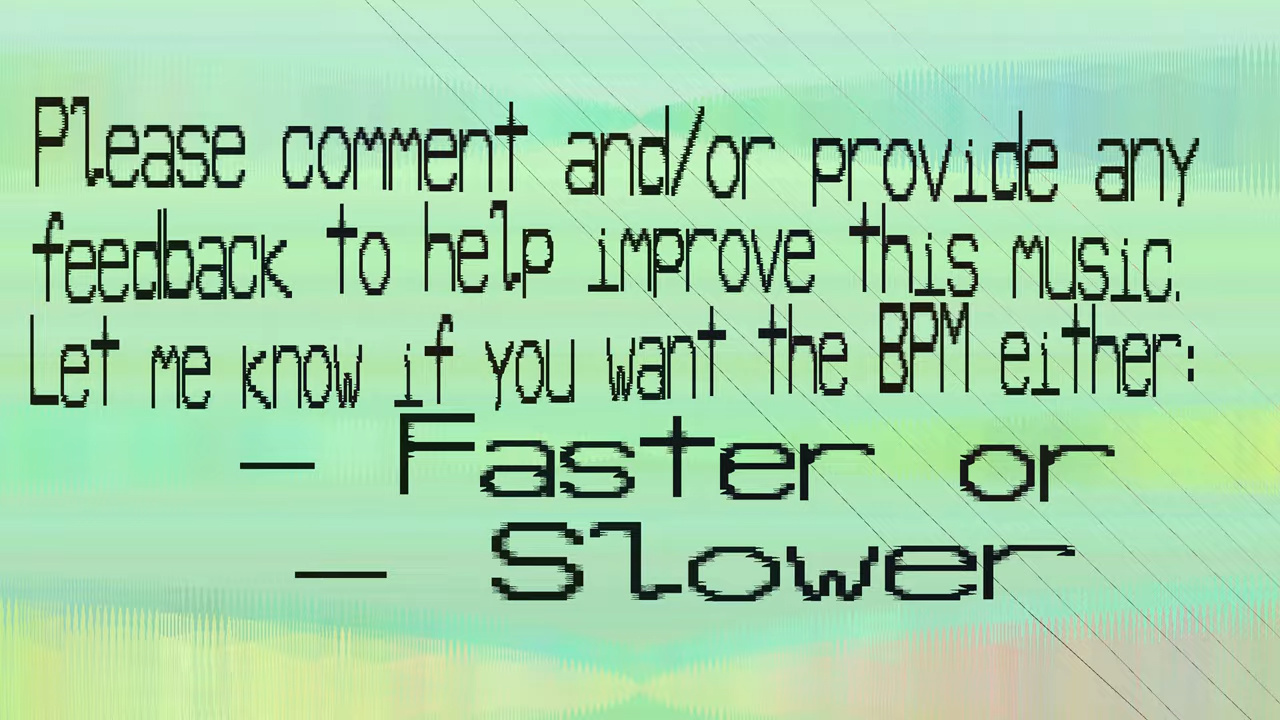 Please comment and/or provide any
feedback to help improve this music.
Let me know if you want the BPM either:
– Faster or
– Slower